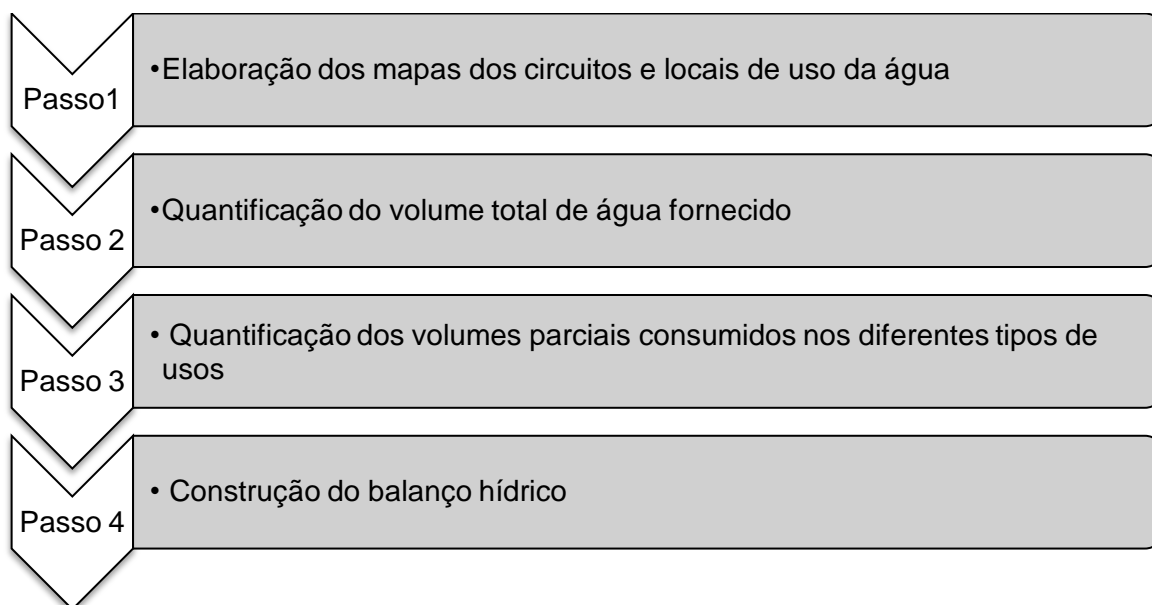 Passo1
•Elaboração dos mapas dos circuitos e locais de uso da água
Passo 2
•Quantificação do volume total de água fornecido
Passo 3
• Quantificação dos volumes parciais consumidos nos diferentes tipos de
usos
Passo 4
• Construção do balanço hídrico